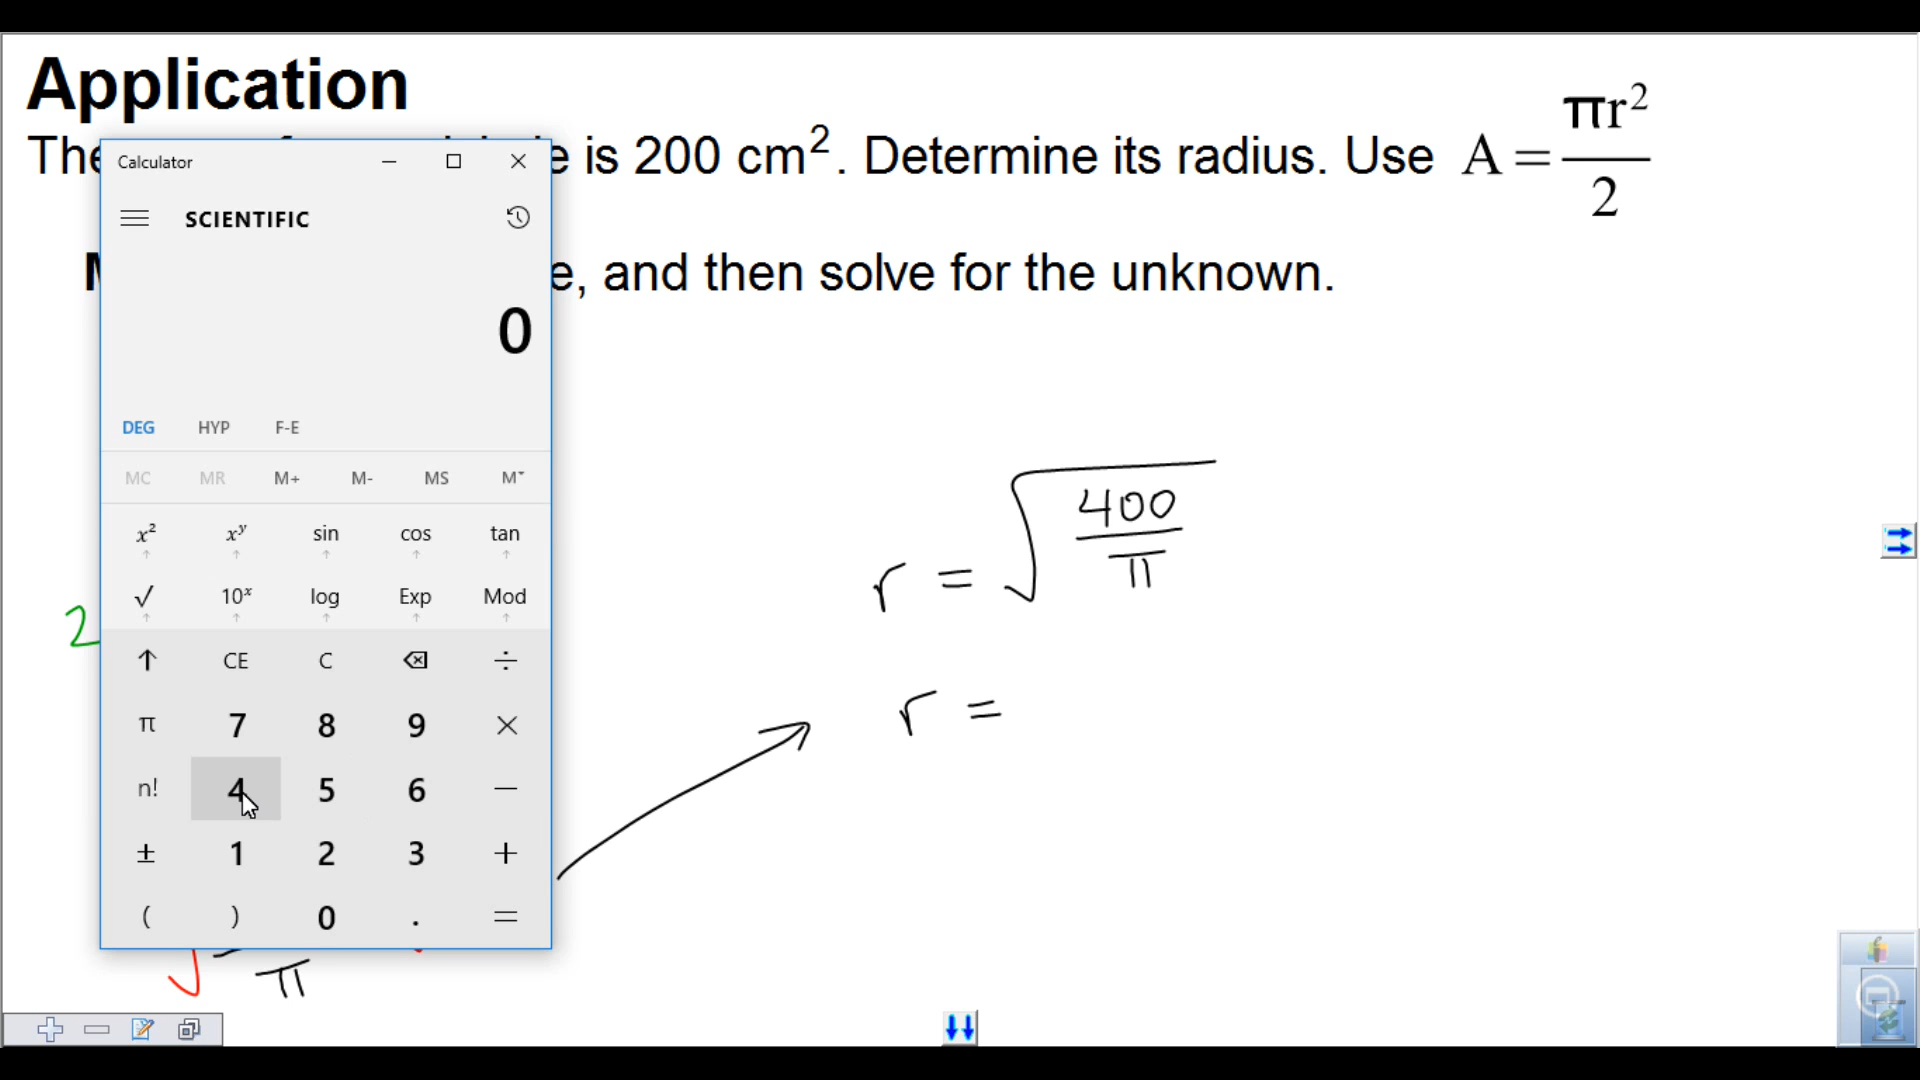 Application
The is 200 cm². Determine its radius. Use A = πr²/2
e, and then solve for the unknown.
Calculator
SCIENTIFIC
0
DEG HYP F-E
MC MR M+ M- MS M˅
x² xʸ sin cos tan
√ 10ˣ log Exp Mod
↑ CE C ⌫ ÷
π 7 8 9 ×
n! 4 5 6 −
± 1 2 3 +
( ) 0 . =
r = √(400/π)
r =
2
√ π